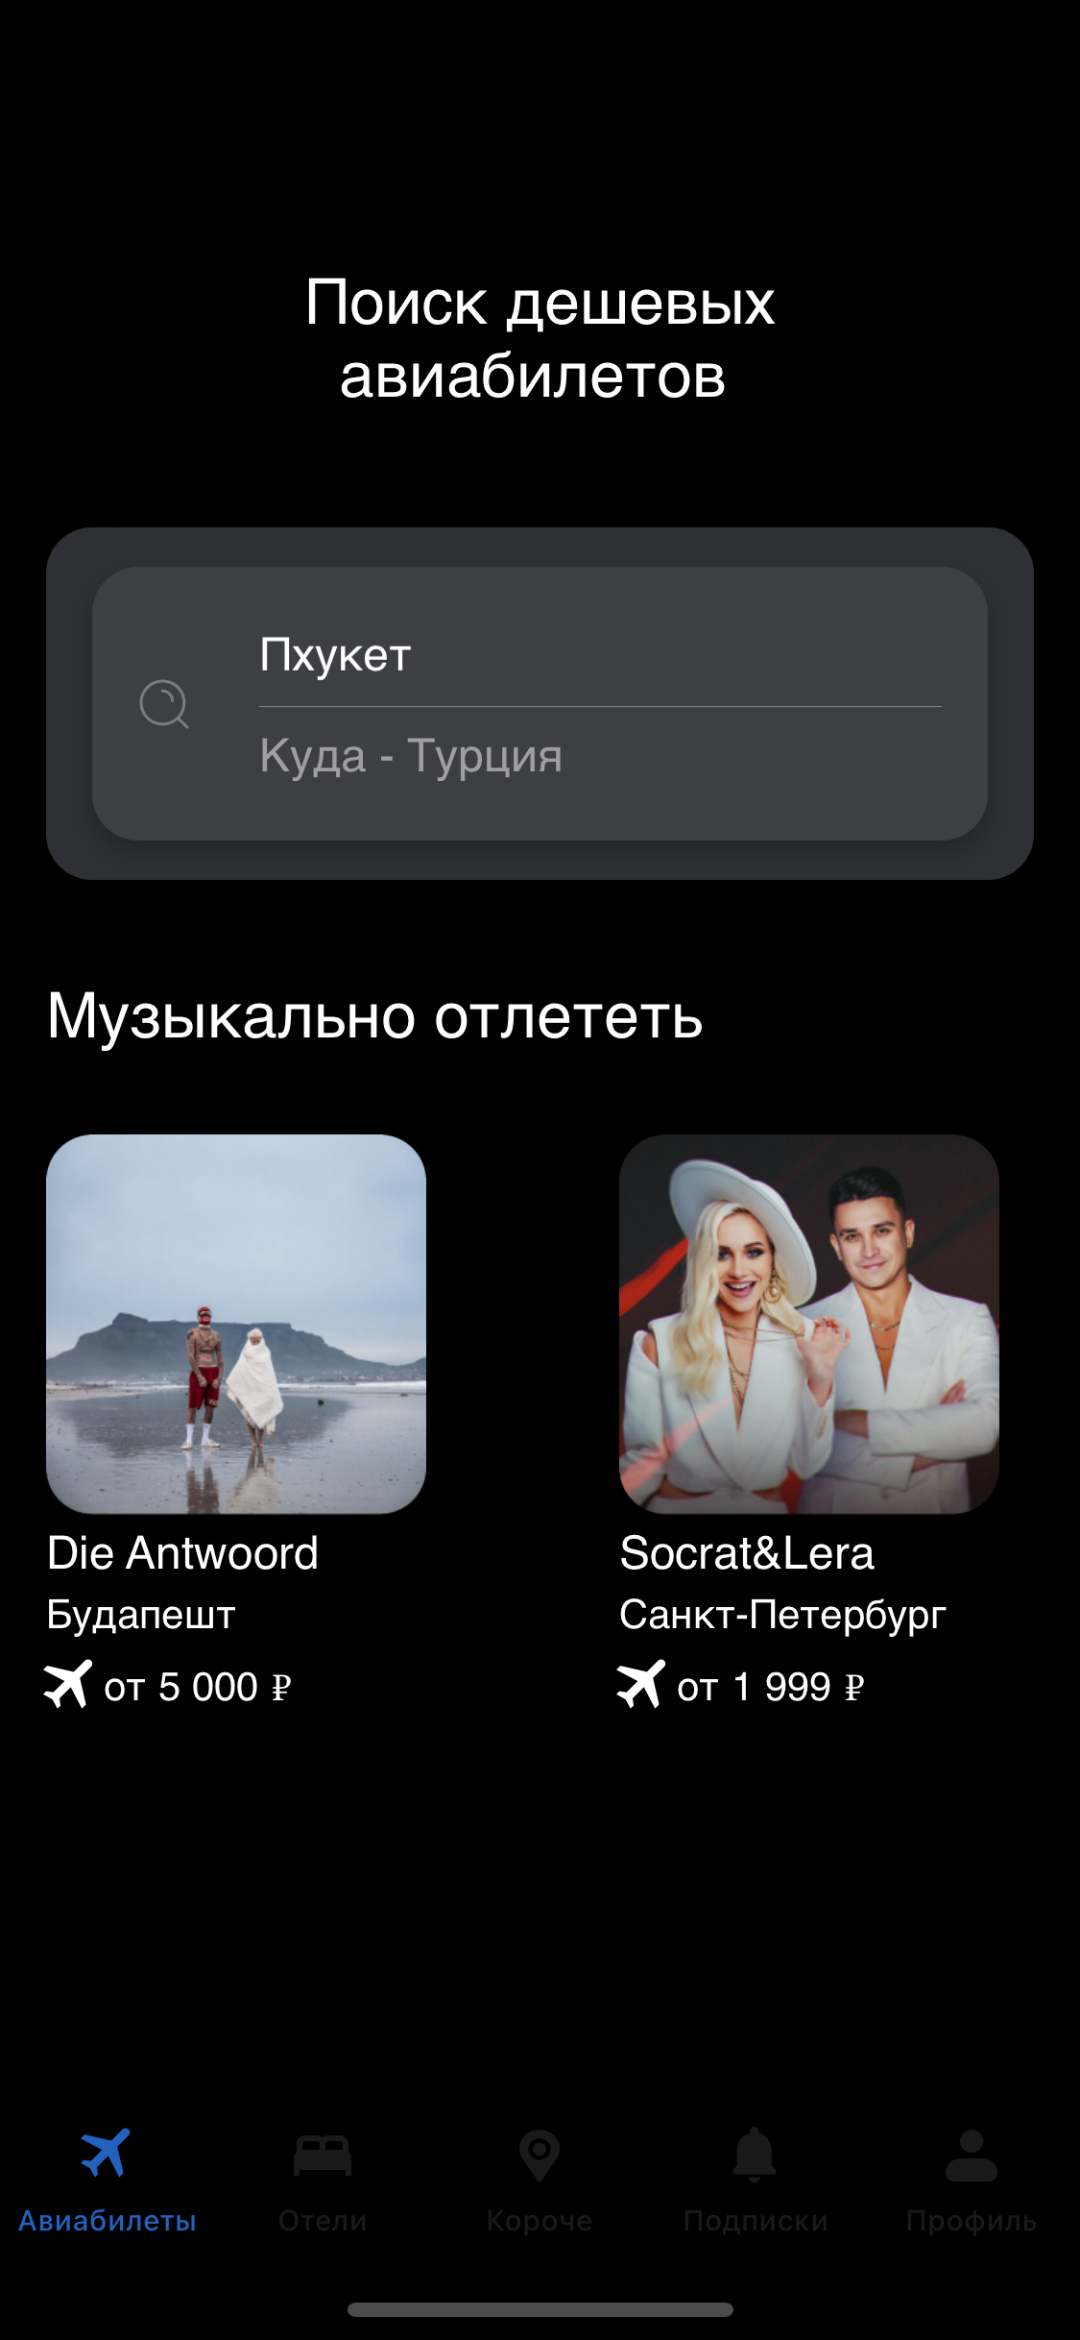 Поиск дешевых
авиабилетов
Пхукет
Куда - Турция
Музыкально отлететь
Die Antwoord
Будапешт
от 5 000 ₽
Socrat&Lera
Санкт-Петербург
от 1 999 ₽
Авиабилеты
Отели
Короче
Подписки
Профиль